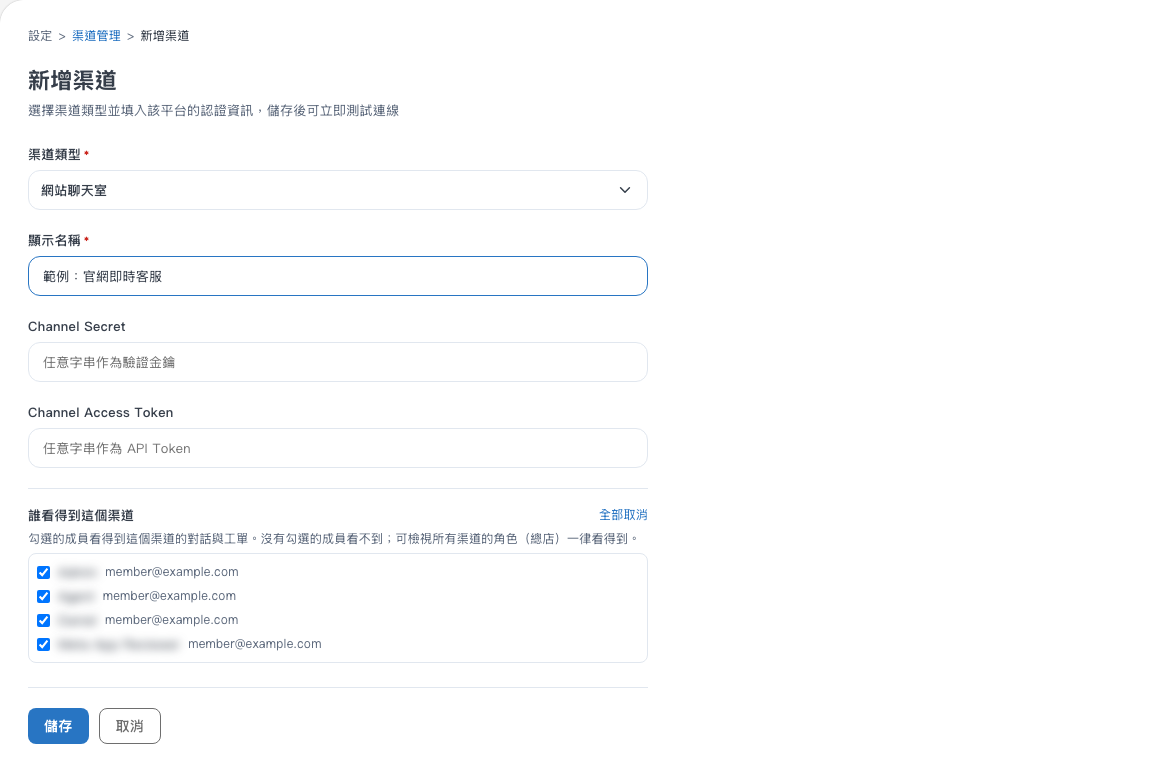 設定 > 渠道管理 > 新增渠道
新增渠道
選擇渠道類型並填入該平台的認證資訊，儲存後可立即測試連線
渠道類型 *
網站聊天室
顯示名稱 *
範例：官網即時客服
Channel Secret
任意字串作為驗證金鑰
Channel Access Token
任意字串作為 API Token
誰看得到這個渠道 全部取消
勾選的成員看得到這個渠道的對話與工單。沒有勾選的成員看不到；可檢視所有渠道的角色（總店）一律看得到。
member@example.com
member@example.com
member@example.com
member@example.com
儲存 取消